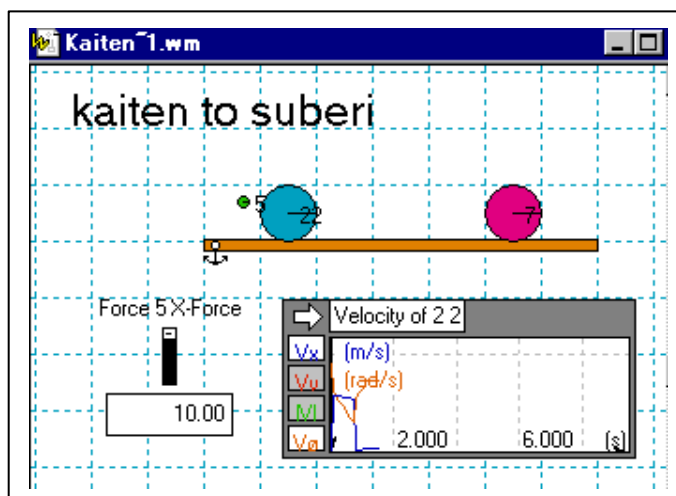 Kaiten~1.wm
kaiten to suberi
5 22 7
Force 5 X-Force
10.00
Velocity of 2 2
Vx (m/s)
Vy (rad/s)
Vø 2.000 6.000 (s)